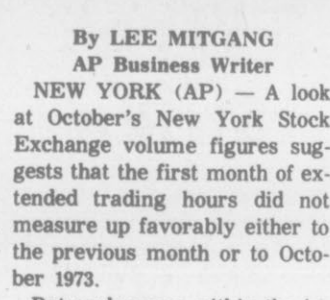 By LEE MITGANG
AP Business Writer
NEW YORK (AP) — A look
at October's New York Stock
Exchange volume figures sug-
gests that the first month of ex-
tended trading hours did not
measure up favorably either to
the previous month or to Octo-
ber 1973.